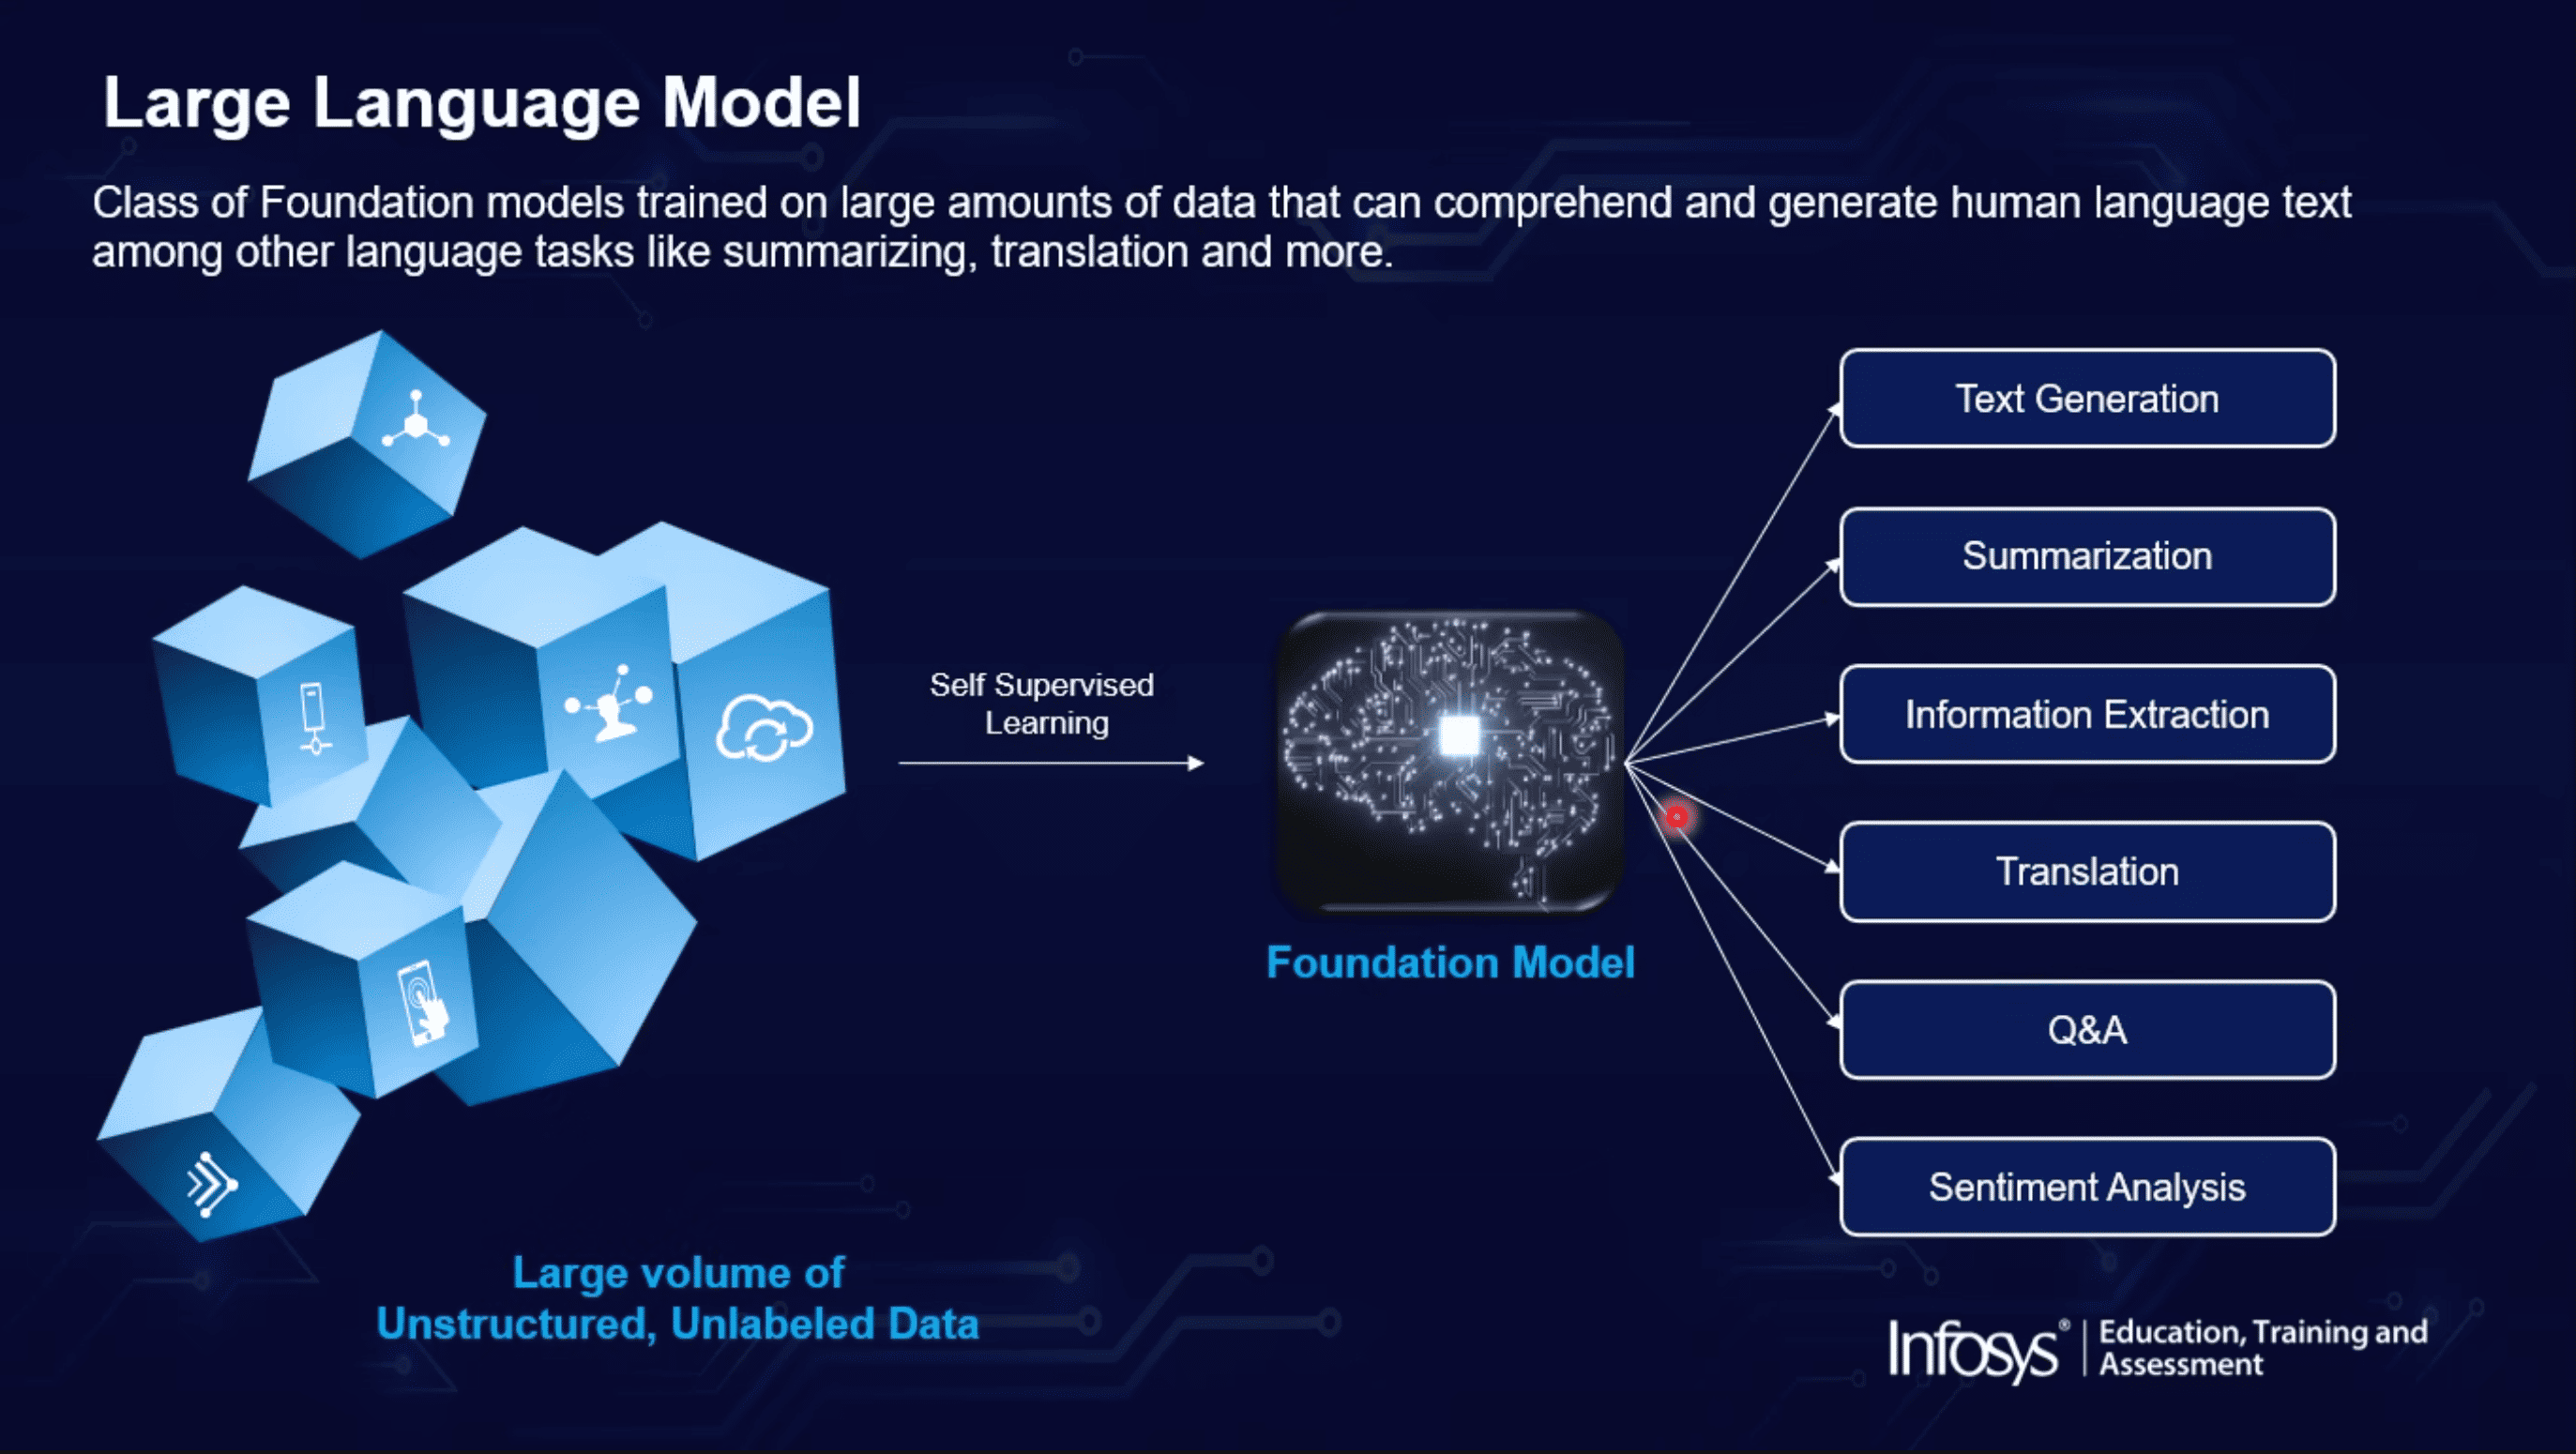 Large Language Model
Class of Foundation models trained on large amounts of data that can comprehend and generate human language text
among other language tasks like summarizing, translation and more.
Self Supervised
Learning
Foundation Model
Large volume of
Unstructured, Unlabeled Data
Text Generation
Summarization
Information Extraction
Translation
Q&A
Sentiment Analysis
Infosys® | Education, Training and
Assessment